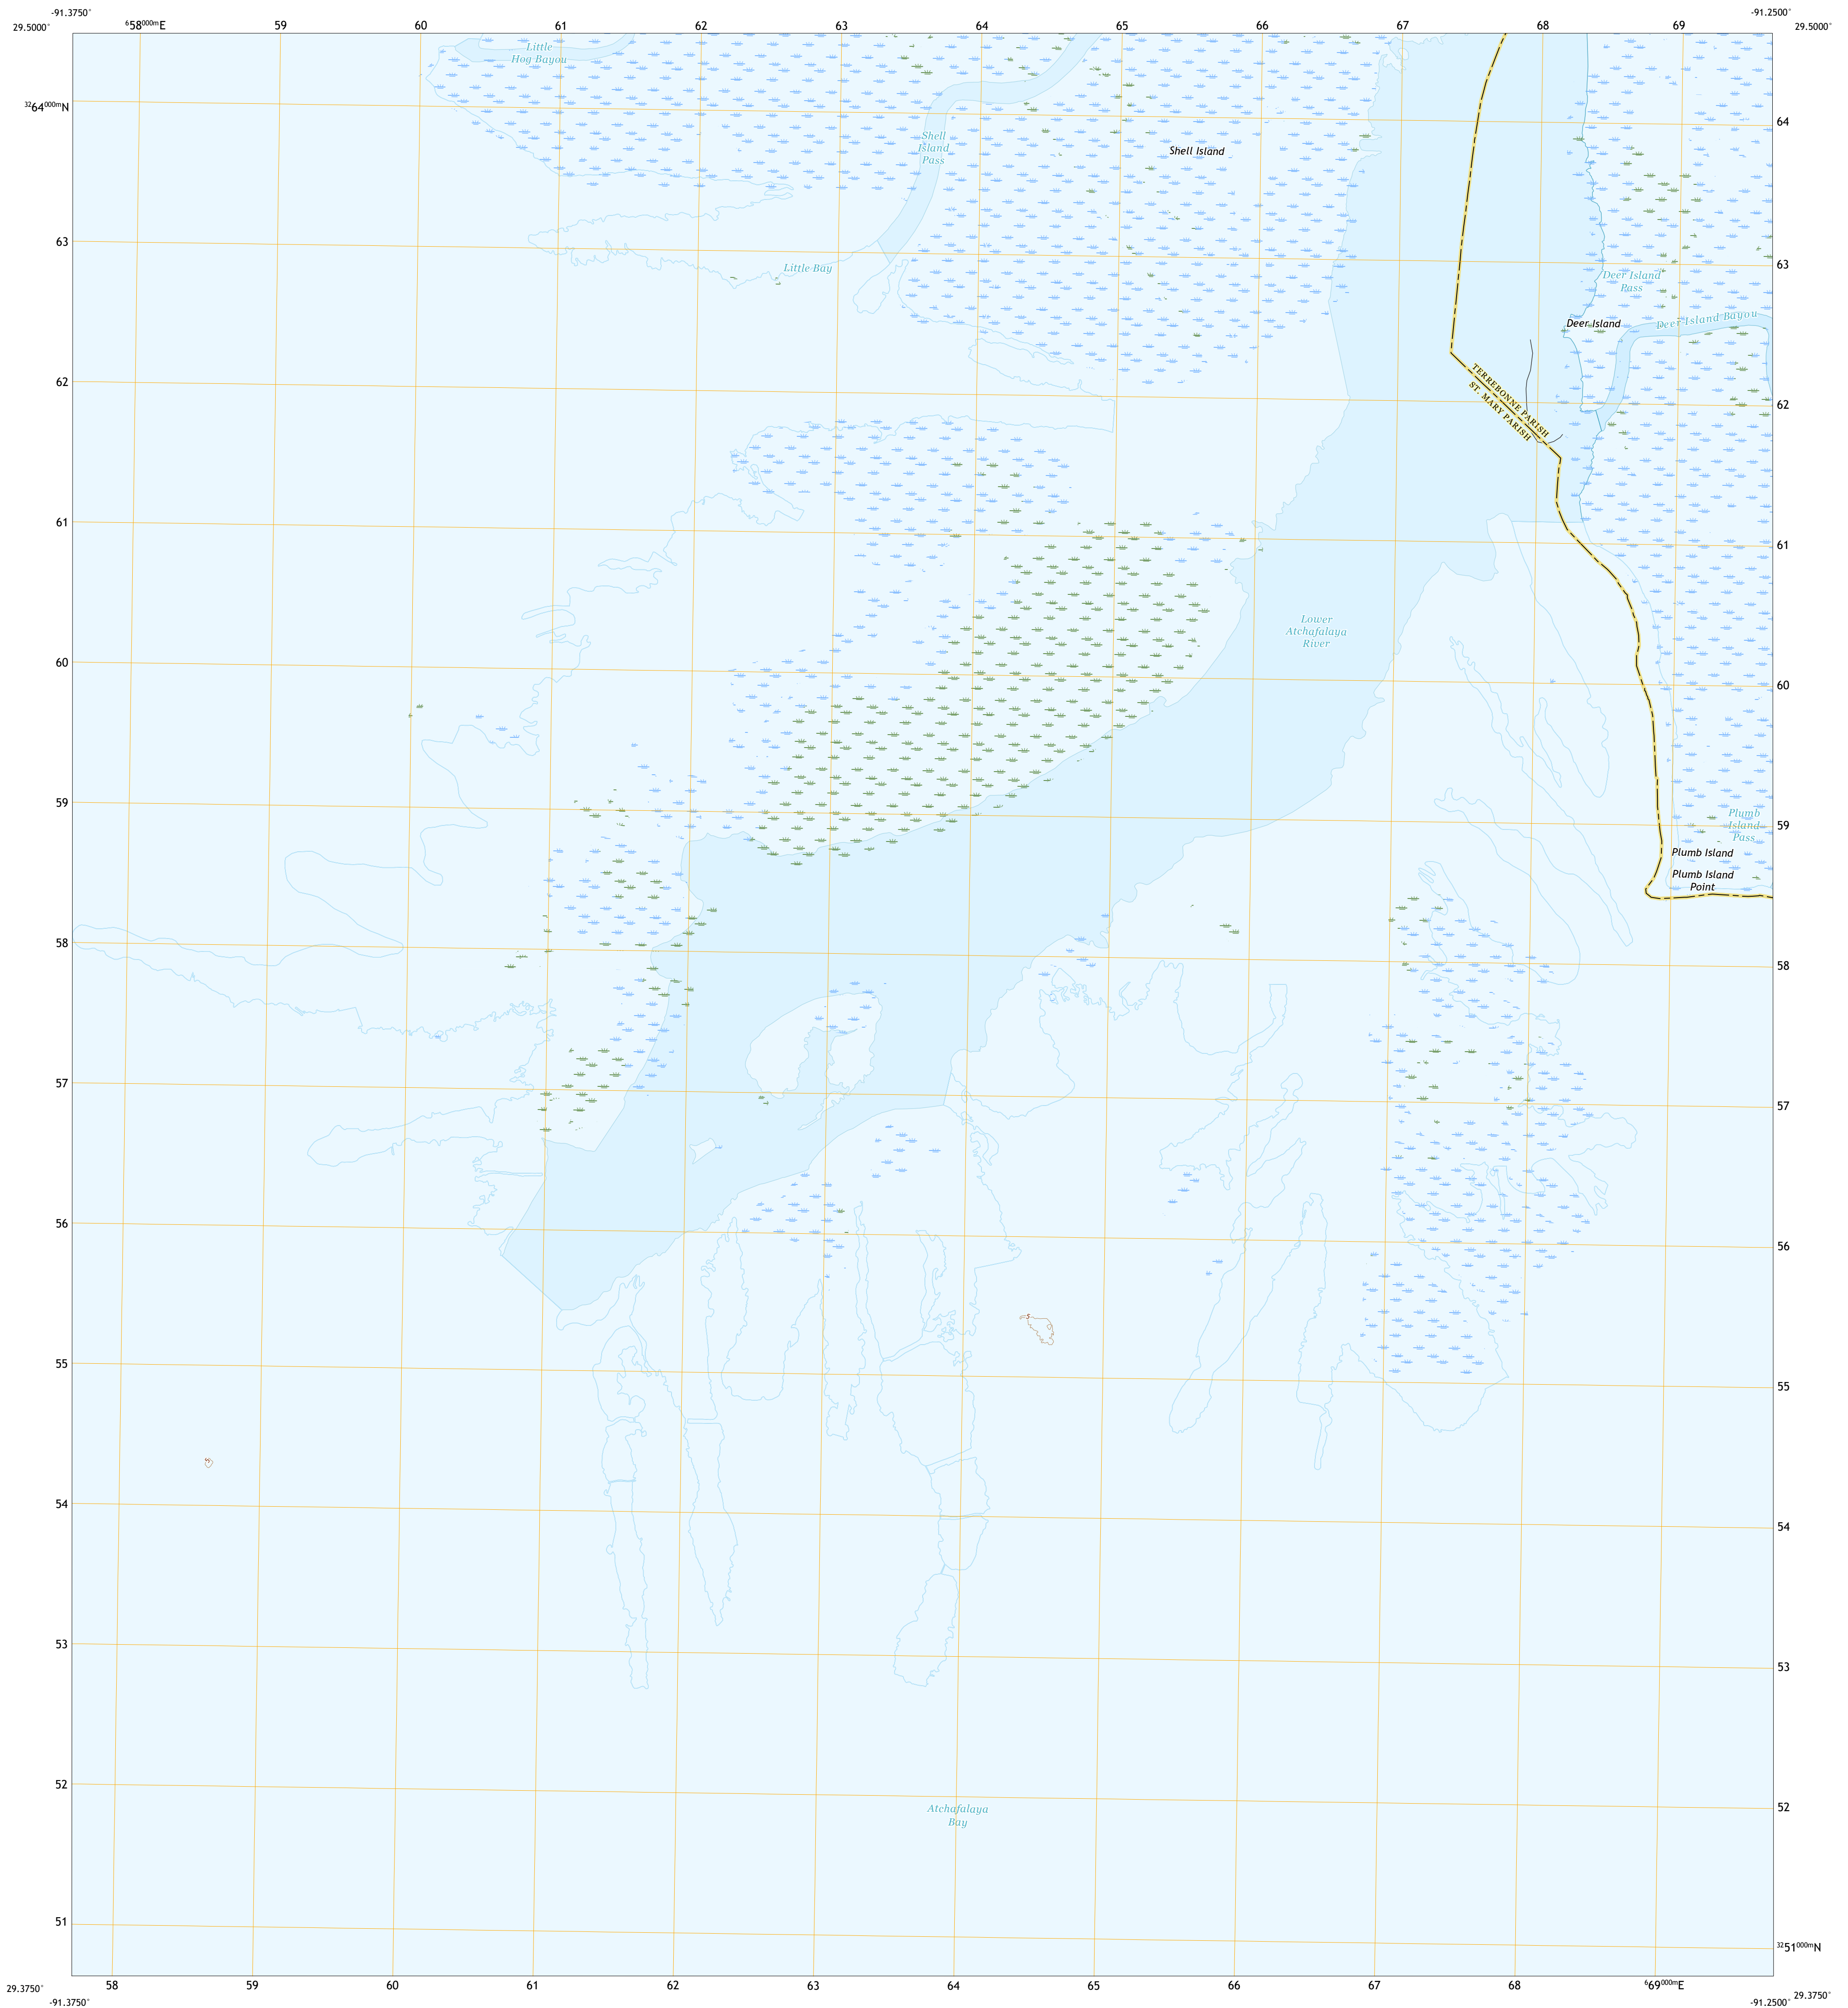 -91.3750°
-91.2500°
29.5000°
⁶58⁰⁰⁰ᵐE
59
60
61
62
63
64
65
66
67
68
69
29.5000°
Little
Hog Bayou
³²64⁰⁰⁰ᵐN
64
Shell
Island
Pass
Shell Island
63
63
Little Bay
Deer Island
Pass
Deer Island
Deer Island Bayou
62
62
TERREBONNE PARISH
ST. MARY PARISH
61
61
Lower
Atchafalaya
River
60
60
59
59
Plumb
Island
Pass
Plumb Island
Plumb Island
Point
58
58
57
57
56
56
55
55
54
54
53
53
52
52
Atchafalaya
Bay
51
³²51⁰⁰⁰ᵐN
29.3750°
58
59
60
61
62
63
64
65
66
67
68
⁶69⁰⁰⁰ᵐE
29.3750°
-91.3750°
-91.2500°